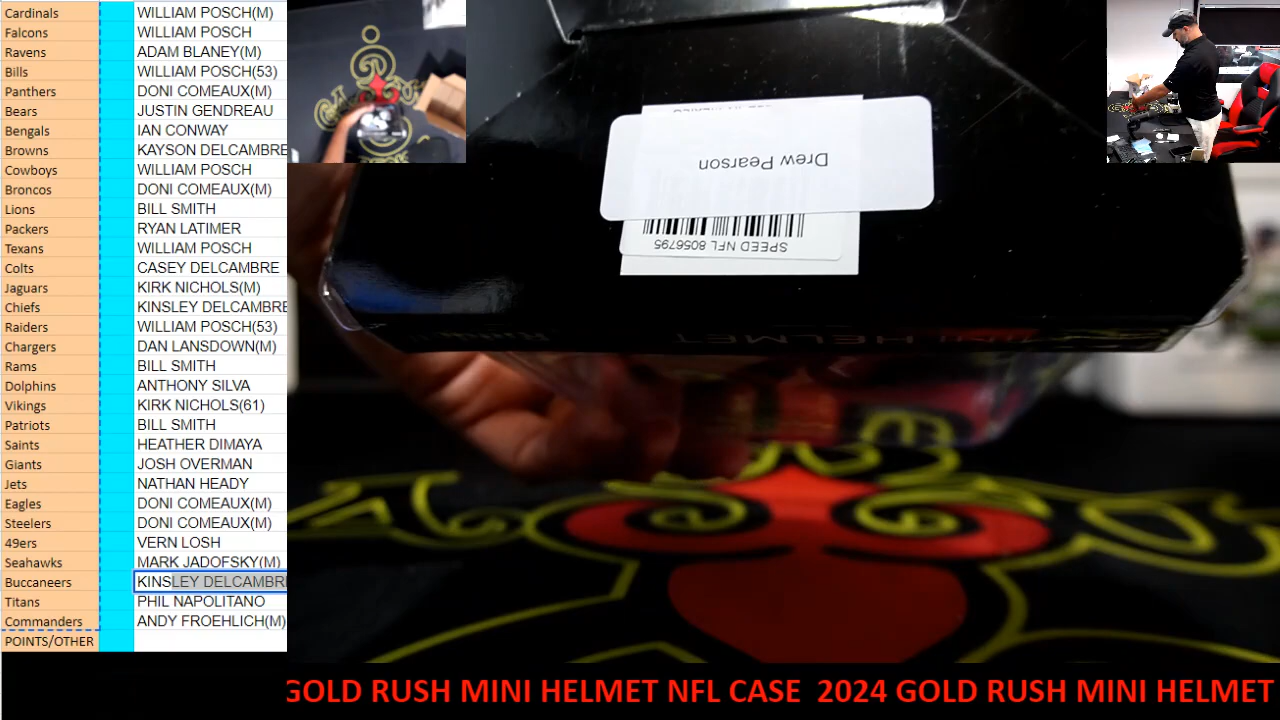 Cardinals WILLIAM POSCH(M)
Falcons WILLIAM POSCH
Ravens ADAM BLANEY(M)
Bills WILLIAM POSCH(53)
Panthers DONI COMEAUX(M)
Bears JUSTIN GENDREAU
Bengals IAN CONWAY
Browns KAYSON DELCAMBRE
Cowboys WILLIAM POSCH
Broncos DONI COMEAUX(M)
Lions BILL SMITH
Packers RYAN LATIMER
Texans WILLIAM POSCH
Colts CASEY DELCAMBRE
Jaguars KIRK NICHOLS(M)
Chiefs KINSLEY DELCAMBRE
Raiders WILLIAM POSCH(53)
Chargers DAN LANSDOWN(M)
Rams BILL SMITH
Dolphins ANTHONY SILVA
Vikings KIRK NICHOLS(61)
Patriots BILL SMITH
Saints HEATHER DIMAYA
Giants JOSH OVERMAN
Jets NATHAN HEADY
Eagles DONI COMEAUX(M)
Steelers DONI COMEAUX(M)
49ers VERN LOSH
Seahawks MARK JADOFSKY(M)
Buccaneers KINSLEY DELCAMBRE
Titans PHIL NAPOLITANO
Commanders ANDY FROEHLICH(M)
POINTS/OTHER
Drew Pearson
SPEED NFL 8056795
MINI HELMET
GOLD RUSH MINI HELMET NFL CASE 2024 GOLD RUSH MINI HELMET